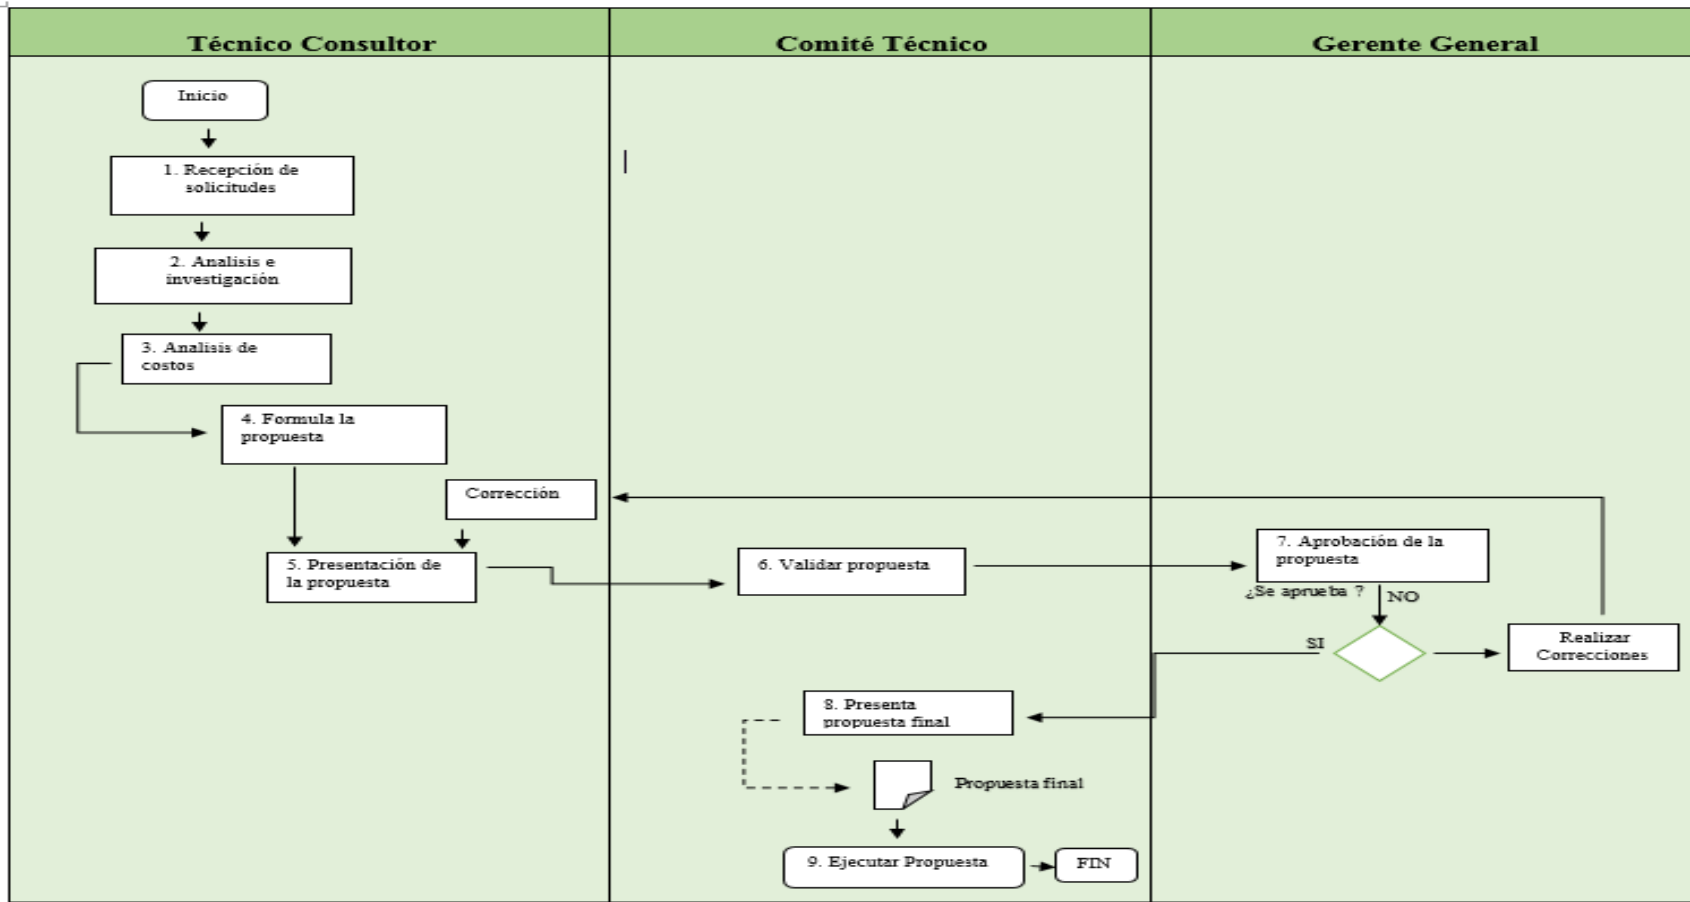 Técnico Consultor
Comité Técnico
Gerente General
Inicio
1. Recepción de
solicitudes
2. Analisis e
investigación
3. Analisis de
costos
4. Formula la
propuesta
Corrección
5. Presentación de
la propuesta
6. Validar propuesta
7. Aprobación de la
propuesta
¿Se aprueba ?
NO
SI
Realizar
Correcciones
8. Presenta
propuesta final
Propuesta final
9. Ejecutar Propuesta
FIN